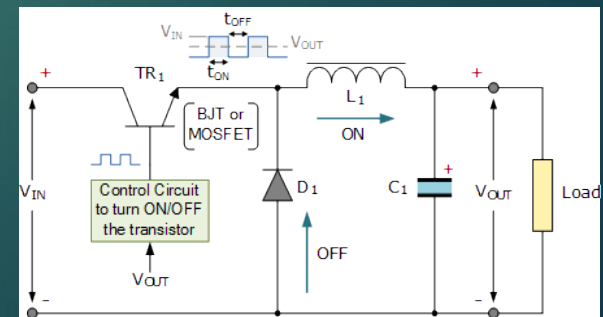 tOFF
VIN
VOUT
tON
+
TR1
L1
+
BJT or
MOSFET
ON
+
VIN
Control Circuit
to turn ON/OFF
the transistor
D1
C1
VOUT
Load
OFF
VOUT
-
-